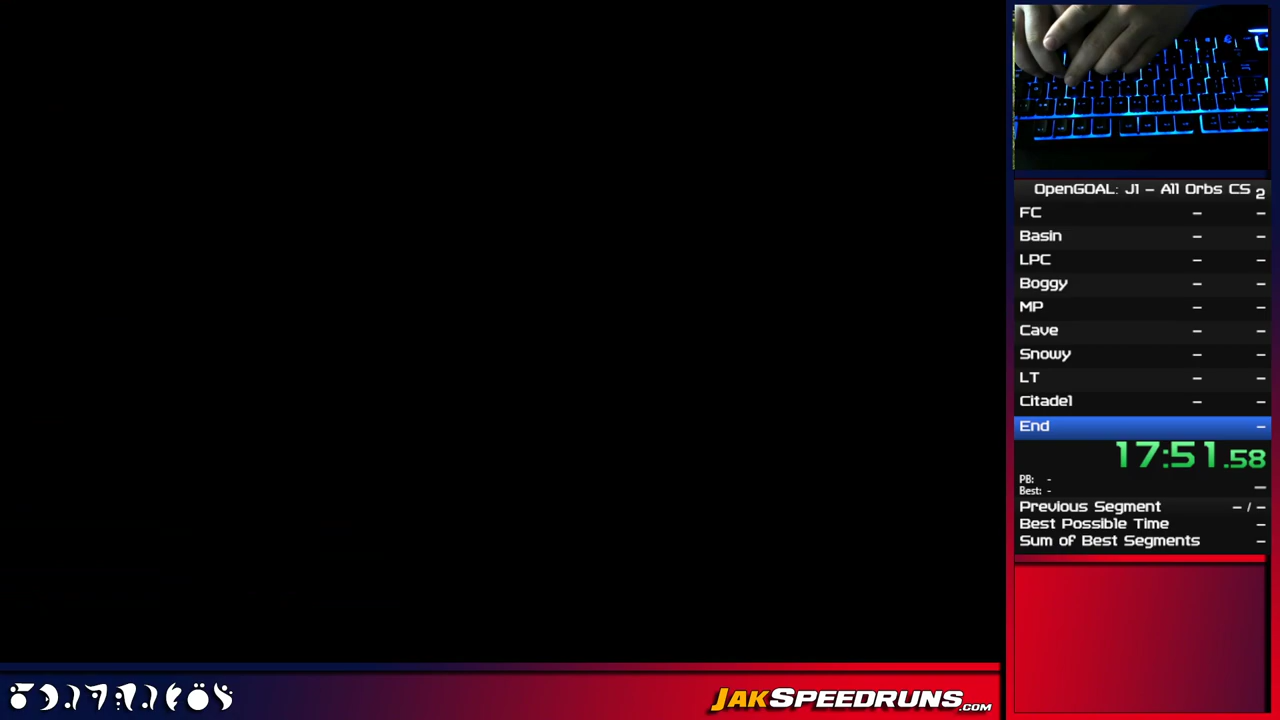 OpenGOAL: J1 - All Orbs CS 2
FC - -
Basin - -
LPC - -
Boggy - -
MP - -
Cave - -
Snowy - -
LT - -
Citadel - -
End -
17:51.58
PB: -
Best: - -
Previous Segment - / -
Best Possible Time -
Sum of Best Segments -
JAKSPEEDRUNS.COM